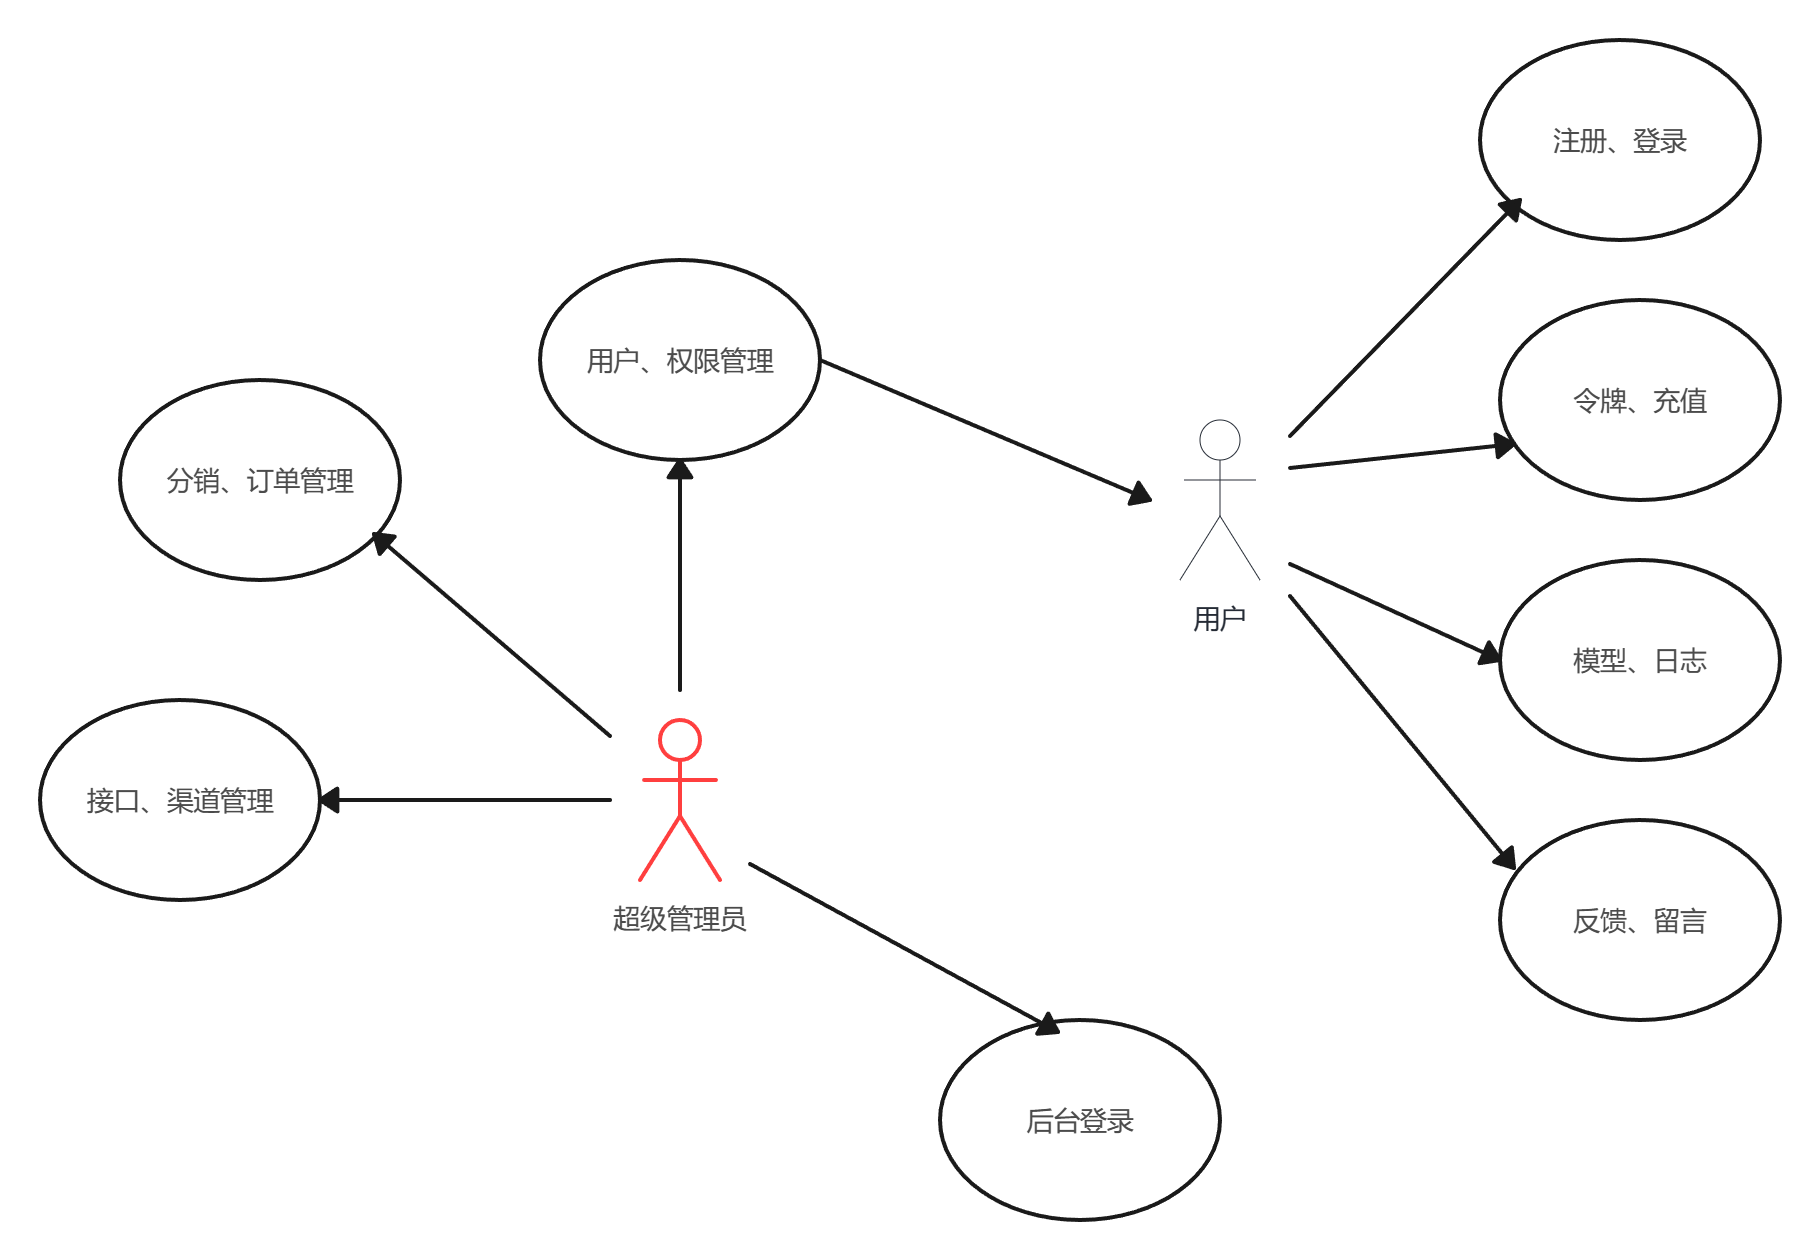 注册、登录
用户、权限管理
令牌、充值
分销、订单管理
用户
模型、日志
接口、渠道管理
超级管理员
反馈、留言
后台登录